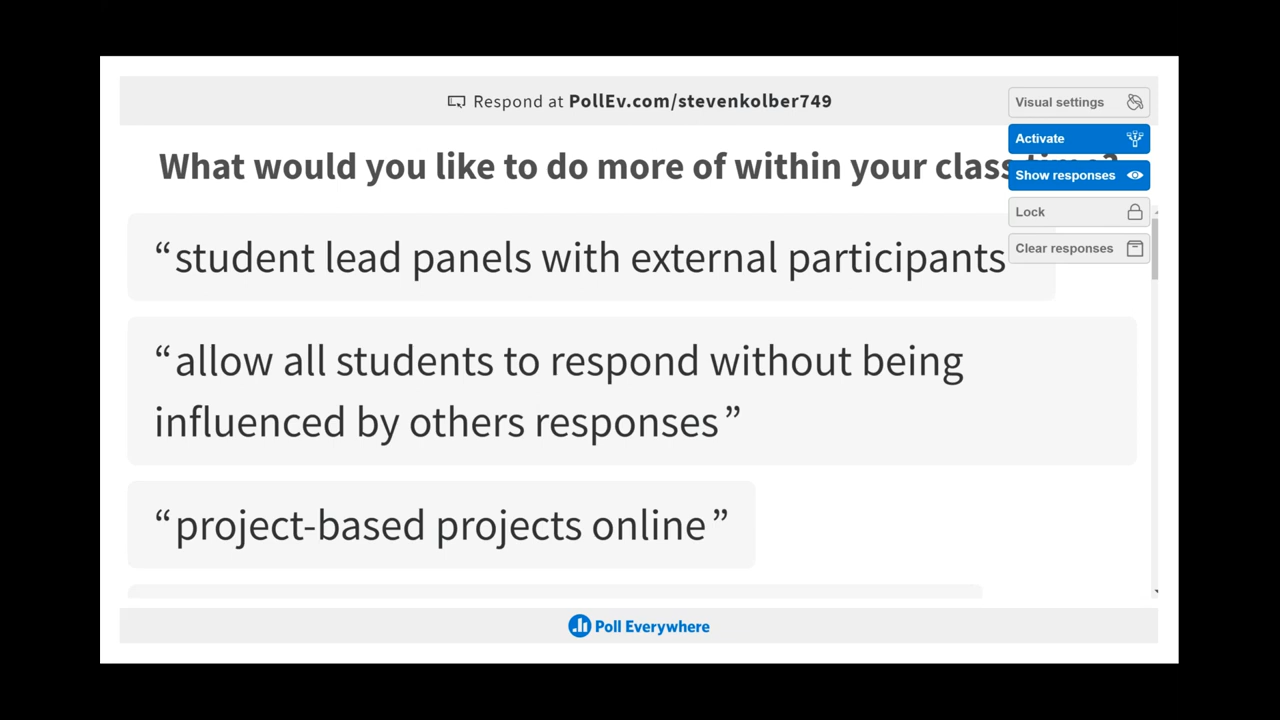 Respond at PollEv.com/stevenkolber749
Visual settings
Activate
What would you like to do more of within your class time?
Show responses
Lock
Clear responses
“student lead panels with external participants
“allow all students to respond without being
influenced by others responses”
“project-based projects online”
Poll Everywhere